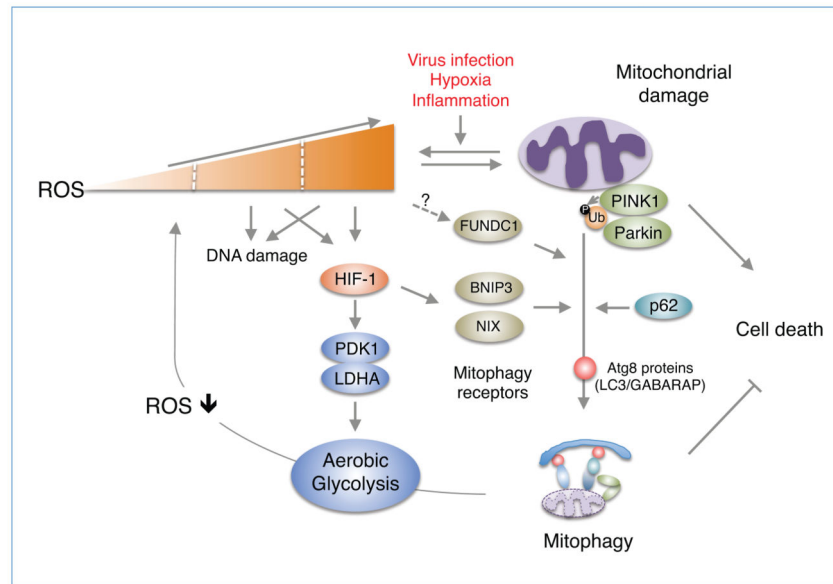 Virus infection
Hypoxia
Inflammation
Mitochondrial
damage
ROS
?
FUNDC1
P
Ub
PINK1
Parkin
DNA damage
HIF-1
BNIP3
NIX
p62
Cell death
PDK1
LDHA
Mitophagy
receptors
Atg8 proteins
(LC3/GABARAP)
ROS
Aerobic
Glycolysis
Mitophagy